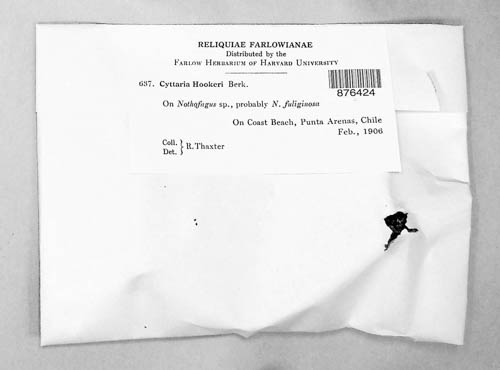 RELIQUIAE FARLOWIANAE
Distributed by the
FARLOW HERBARIUM OF HARVARD UNIVERSITY
637. Cyttaria Hookeri Berk.
876424
On Nothofagus sp., probably N. fuliginosa
On Coast Beach, Punta Arenas, Chile
Feb., 1906
Coll. } R. Thaxter
Det.